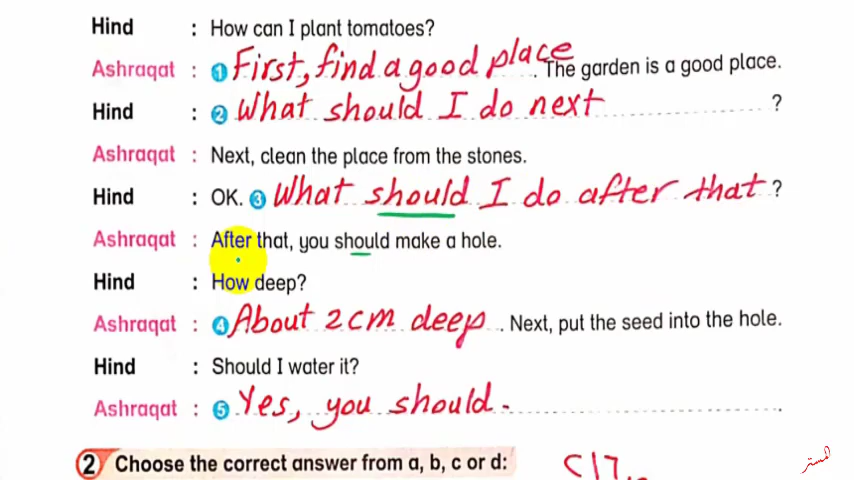 Hind : How can I plant tomatoes?
Ashraqat : 1 First, find a good place. The garden is a good place.
Hind : 2 What should I do next ?
Ashraqat : Next, clean the place from the stones.
Hind : OK. 3 What should I do after that ?
Ashraqat : After that, you should make a hole.
Hind : How deep?
Ashraqat : 4 About 2 cm deep. Next, put the seed into the hole.
Hind : Should I water it?
Ashraqat : 5 Yes, you should.
2 Choose the correct answer from a, b, c or d: